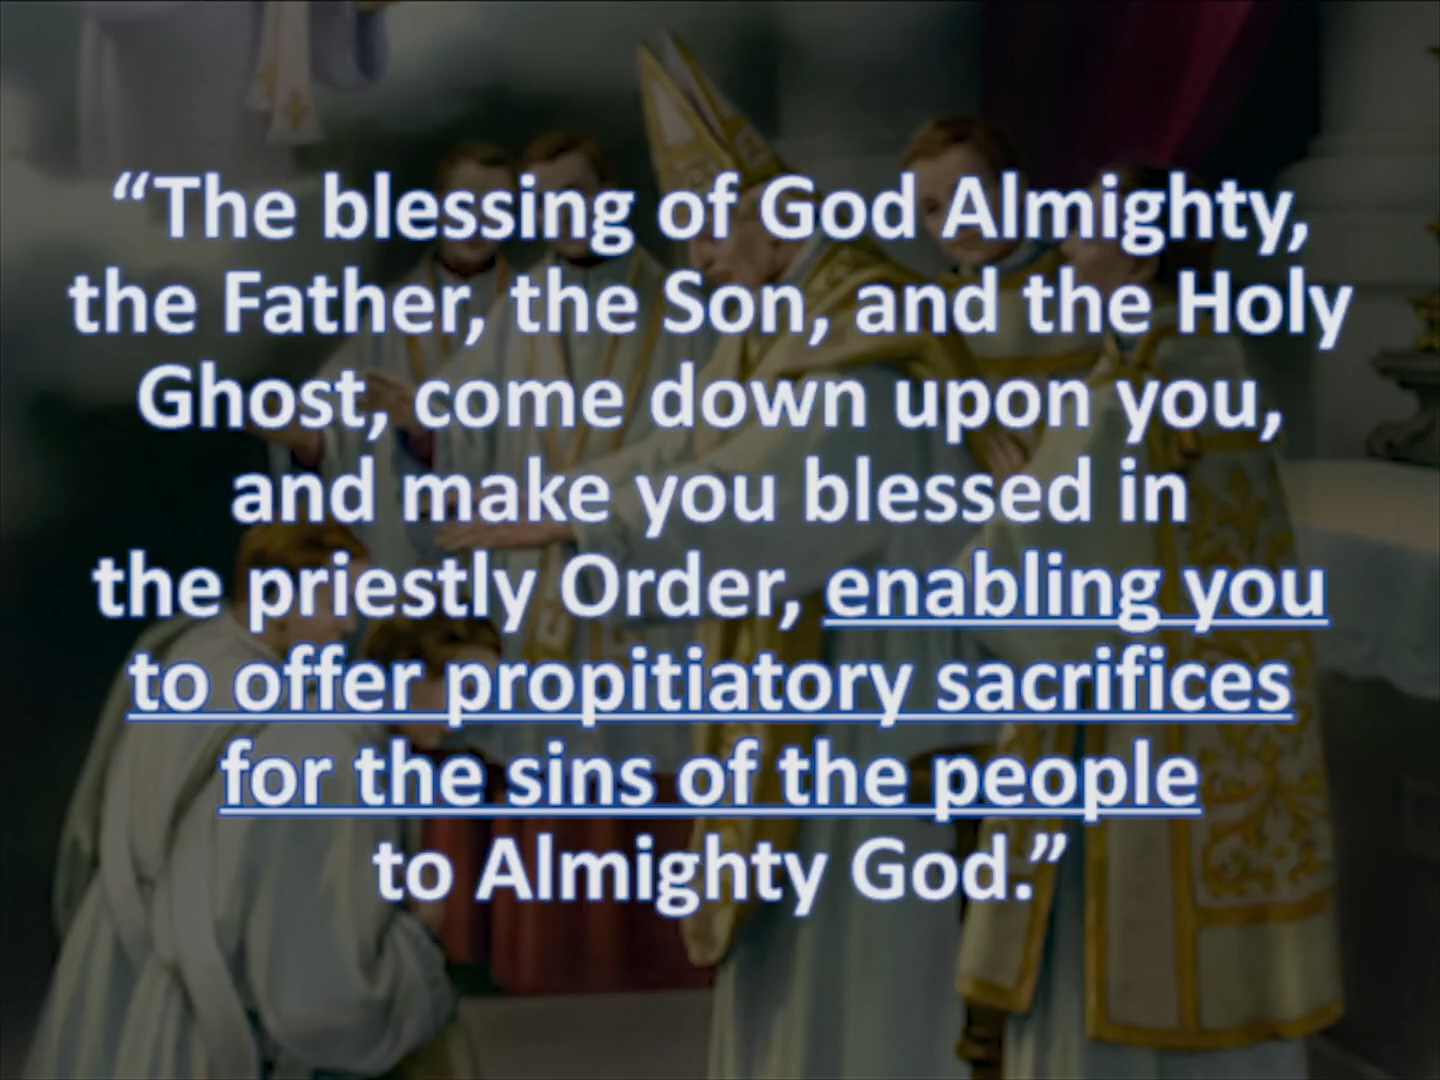 “The blessing of God Almighty,
the Father, the Son, and the Holy
Ghost, come down upon you,
and make you blessed in
the priestly Order, enabling you
to offer propitiatory sacrifices
for the sins of the people
to Almighty God.”